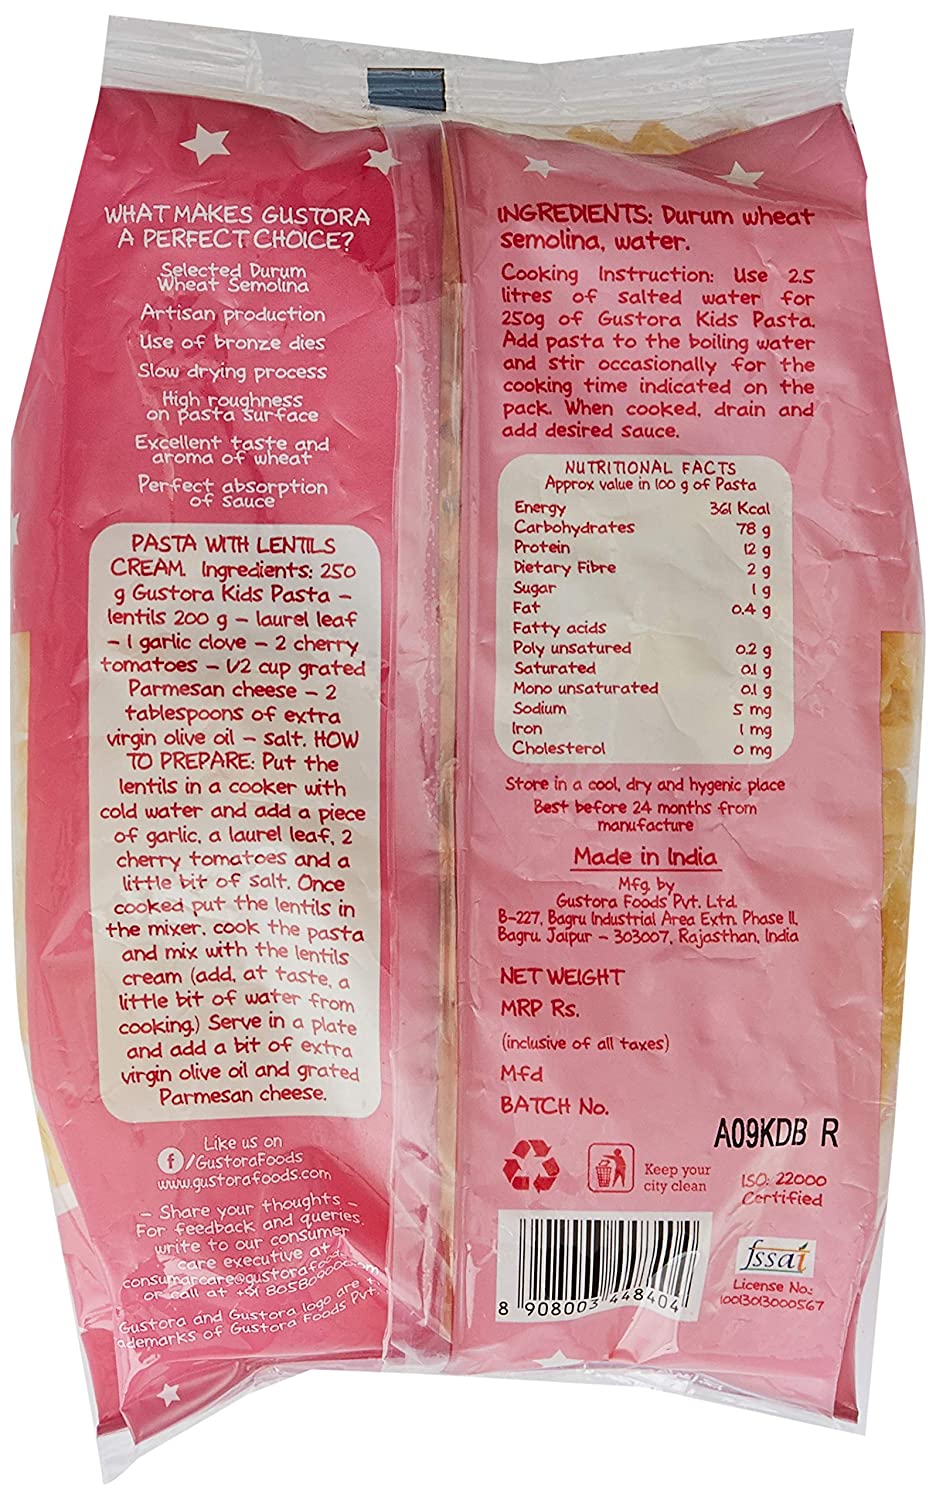 WHAT MAKES GUSTORA
A PERFECT CHOICE?
Selected Durum
Wheat Semolina
Artisan production
Use of bronze dies
Slow drying process
High roughness
on pasta surface
Excellent taste and
aroma of wheat
Perfect absorption
of sauce
PASTA WITH LENTILS
CREAM. Ingredients: 250
g Gustora Kids Pasta –
lentils 200 g – laurel leaf
– 1 garlic clove – 2 cherry
tomatoes – 1/2 cup grated
Parmesan cheese – 2
tablespoons of extra
virgin olive oil – salt. HOW
TO PREPARE: Put the
lentils in a cooker with
cold water and add a piece
of garlic, a laurel leaf, 2
cherry tomatoes and a
little bit of salt. Once
cooked put the lentils in
the mixer, cook the pasta
and mix with the lentils
cream (add, at taste, a
little bit of water from
cooking.) Serve in a plate
and add a bit of extra
virgin olive oil and grated
Parmesan cheese.
Like us on
f /GustoraFoods
www.gustorafoods.com
– Share your thoughts –
For feedback and queries,
write to our consumer
care executive at
or call at +91
Gustora and Gustora logo are
of Gustora Foods Pvt.
INGREDIENTS: Durum wheat
semolina, water.
Cooking Instruction: Use 2.5
litres of salted water for
250g of Gustora Kids Pasta.
Add pasta to the boiling water
and stir occasionally for the
cooking time indicated on the
pack. When cooked, drain and
add desired sauce.
NUTRITIONAL FACTS
Approx value in 100 g of Pasta
Energy 361 Kcal
Carbohydrates 78 g
Protein 12 g
Dietary Fibre 2 g
Sugar 1 g
Fat 0.4 g
Fatty acids
Poly unsatured 0.2 g
Saturated 0.1 g
Mono unsaturated 0.1 g
Sodium 5 mg
Iron 1 mg
Cholesterol 0 mg
Store in a cool, dry and hygenic place
Best before 24 months from
manufacture
Made in India
Mfg. by
Gustora Foods Pvt. Ltd.
B-227, Bagru Industrial Area Extn. Phase II,
Bagru, Jaipur – 303007, Rajasthan, India
NET WEIGHT
MRP Rs.
(inclusive of all taxes)
Mfd
BATCH No.
A09KDB R
Keep your
city clean
ISO: 22000
Certified
fssai
License No.:
10013013000567
8 908003 448404